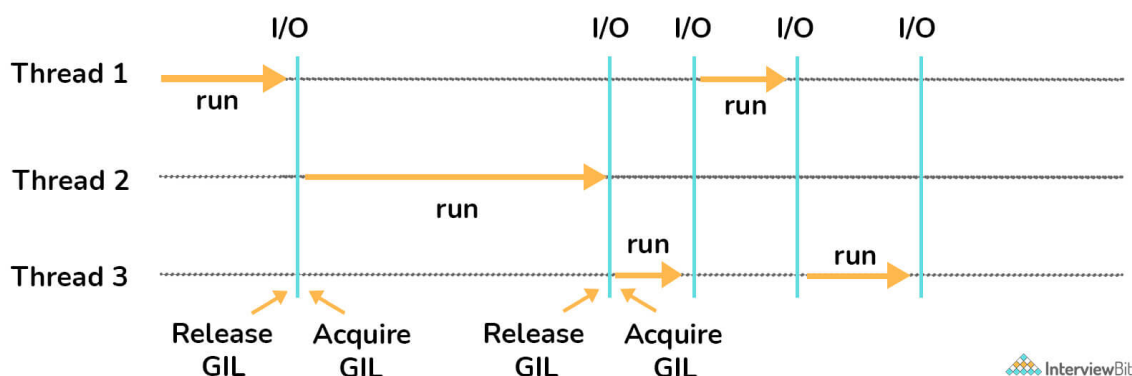 I/O I/O I/O I/O I/O
Thread 1
run
run
Thread 2
run
run
run
Thread 3
Release GIL
Acquire GIL
Release GIL
Acquire GIL
InterviewBit